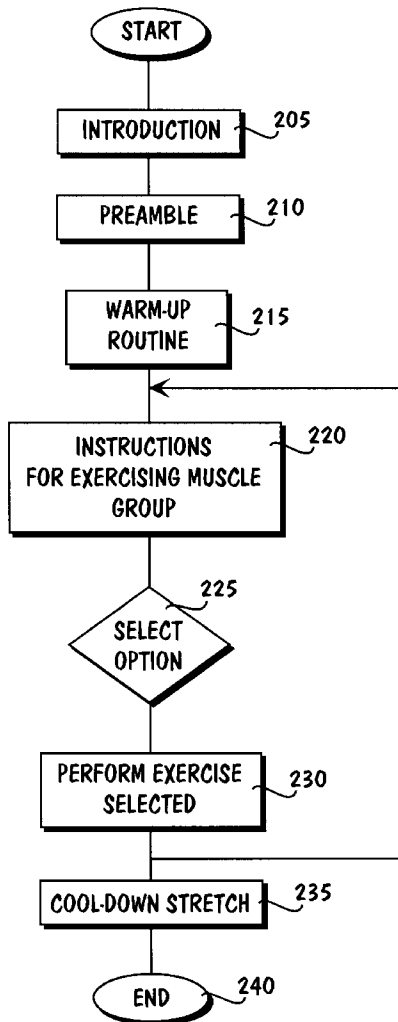 START
INTRODUCTION
205
PREAMBLE
210
WARM-UP
ROUTINE
215
INSTRUCTIONS
FOR EXERCISING MUSCLE
GROUP
220
225
SELECT
OPTION
PERFORM EXERCISE
SELECTED
230
COOL-DOWN STRETCH
235
END
240